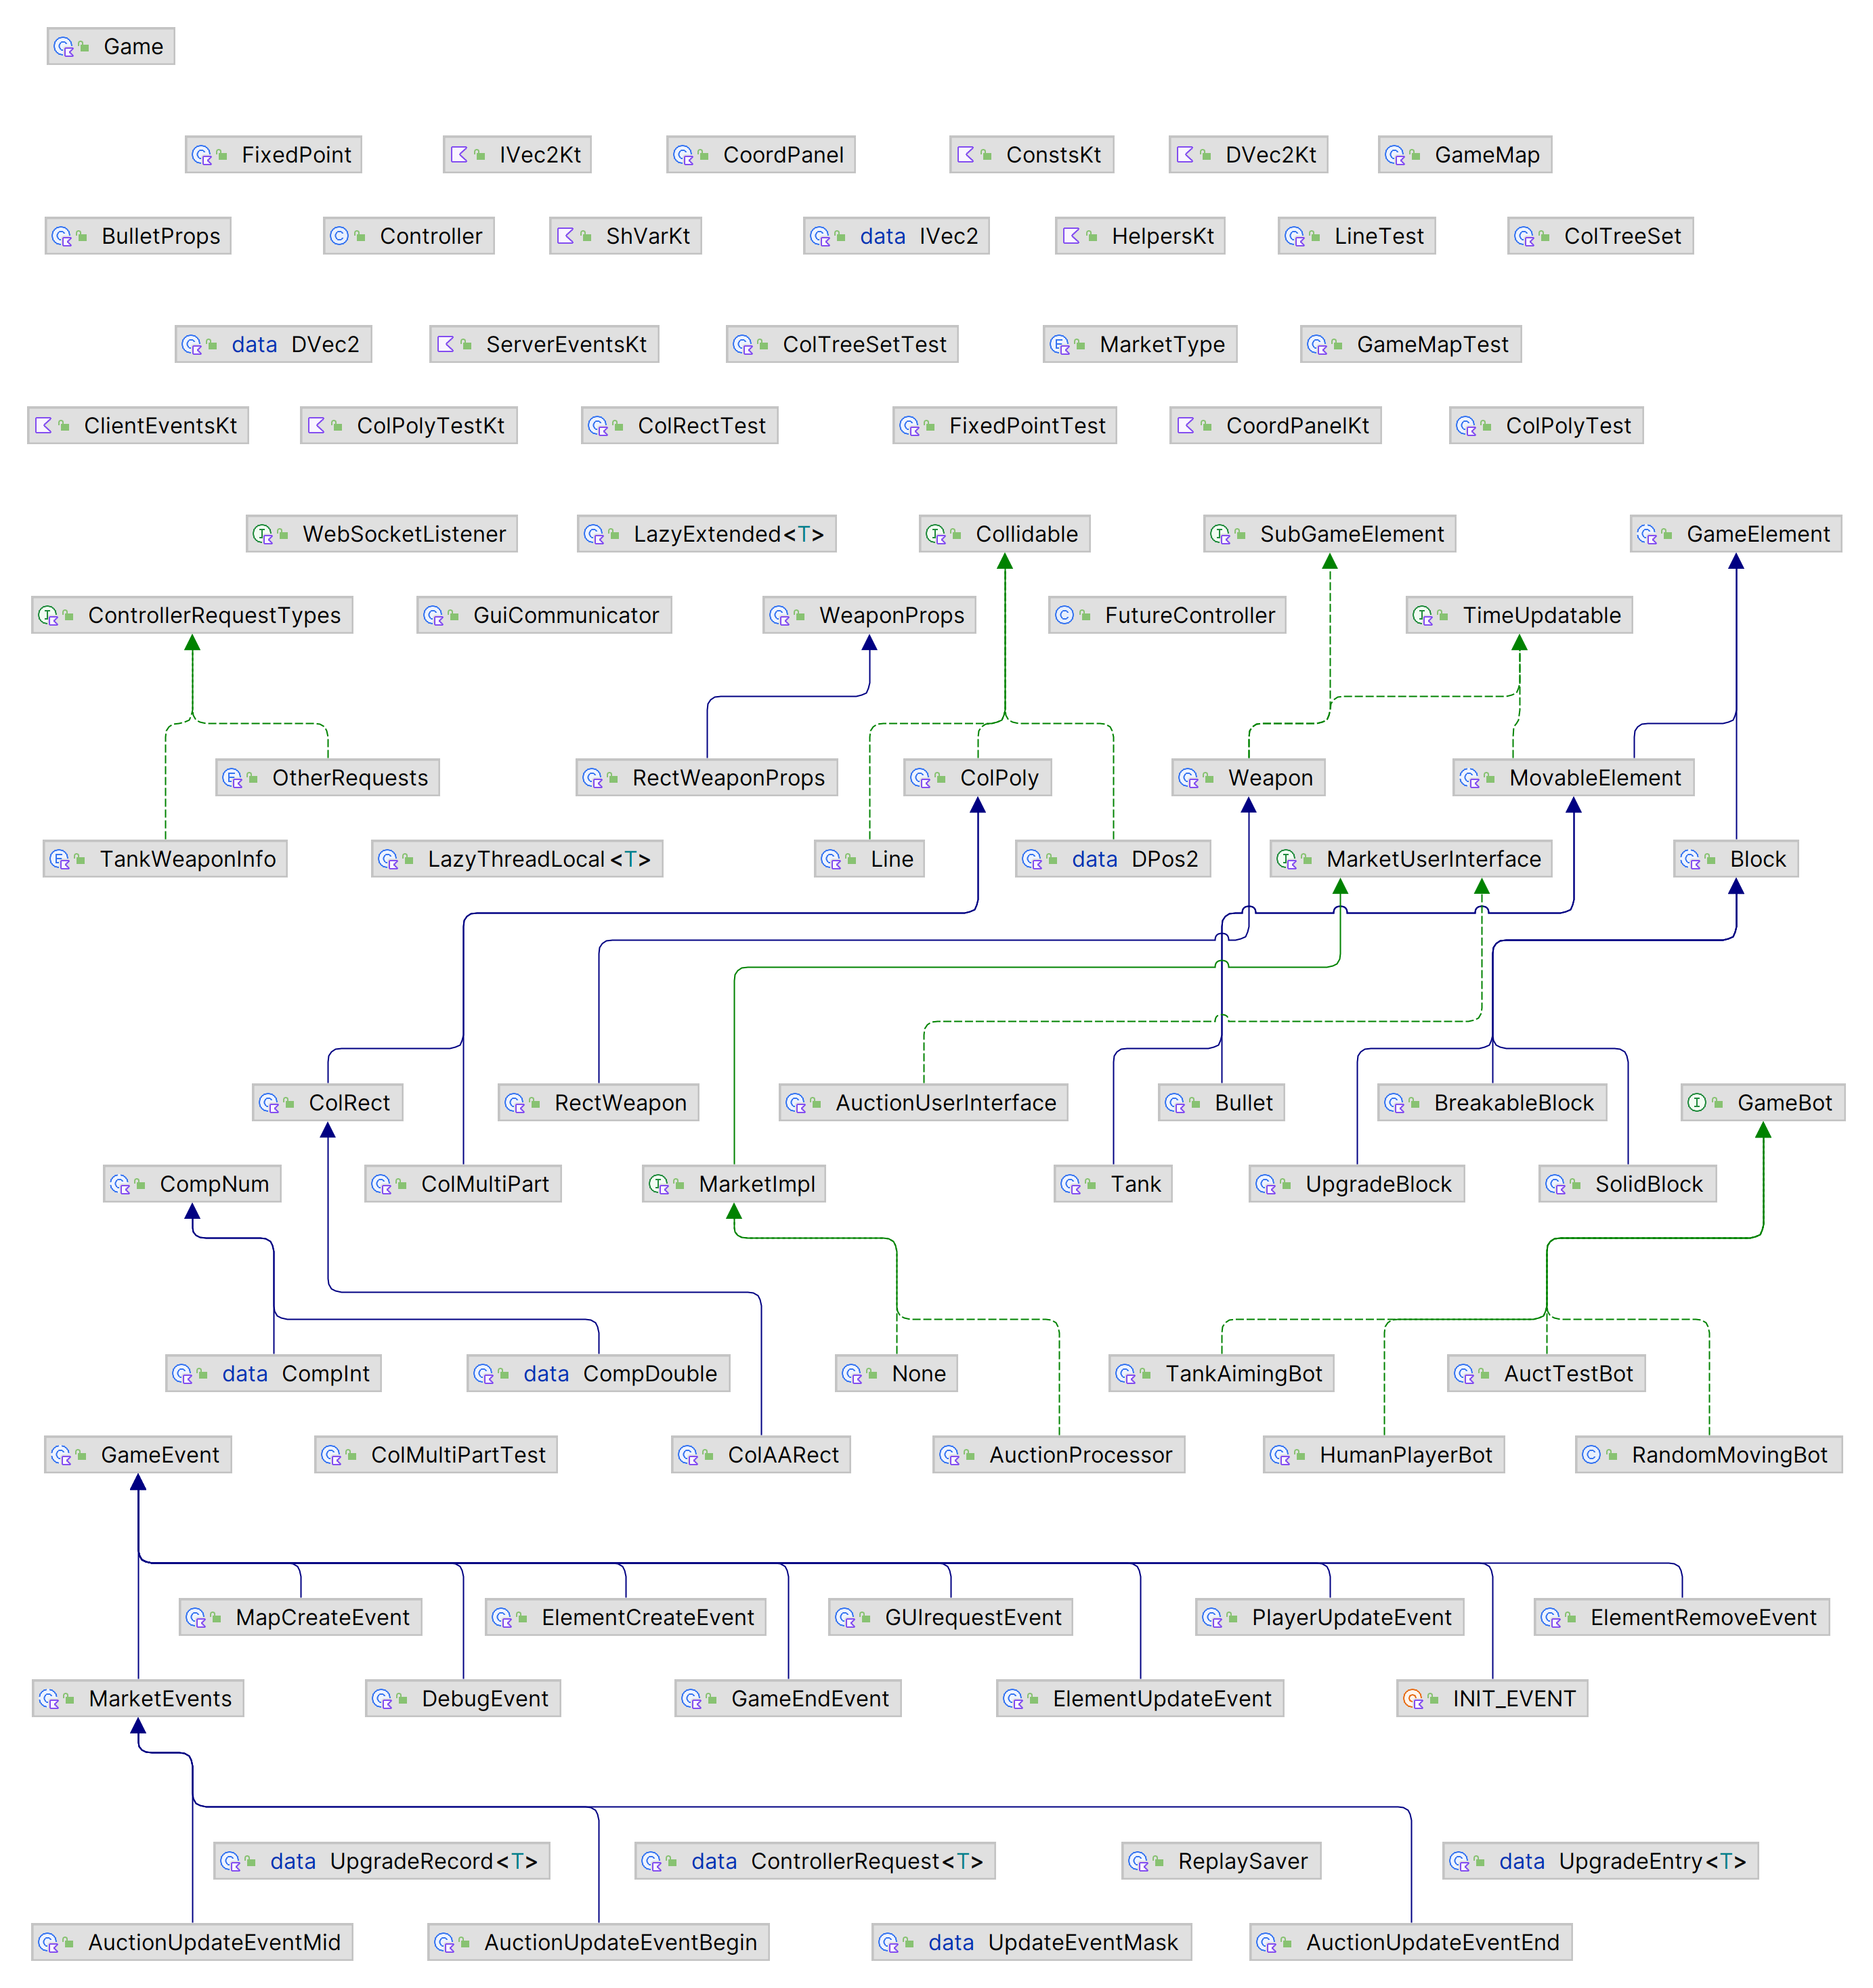 Game
FixedPoint
IVec2Kt
CoordPanel
ConstsKt
DVec2Kt
GameMap
BulletProps
Controller
ShVarKt
data IVec2
HelpersKt
LineTest
ColTreeSet
data DVec2
ServerEventsKt
ColTreeSetTest
MarketType
GameMapTest
ClientEventsKt
ColPolyTestKt
ColRectTest
FixedPointTest
CoordPanelKt
ColPolyTest
WebSocketListener
LazyExtended<T>
Collidable
SubGameElement
GameElement
ControllerRequestTypes
GuiCommunicator
WeaponProps
FutureController
TimeUpdatable
OtherRequests
RectWeaponProps
ColPoly
Weapon
MovableElement
TankWeaponInfo
LazyThreadLocal<T>
Line
data DPos2
MarketUserInterface
Block
ColRect
RectWeapon
AuctionUserInterface
Bullet
BreakableBlock
GameBot
CompNum
ColMultiPart
MarketImpl
Tank
UpgradeBlock
SolidBlock
data CompInt
data CompDouble
None
TankAimingBot
AuctTestBot
GameEvent
ColMultiPartTest
ColAARect
AuctionProcessor
HumanPlayerBot
RandomMovingBot
MapCreateEvent
ElementCreateEvent
GUIrequestEvent
PlayerUpdateEvent
ElementRemoveEvent
MarketEvents
DebugEvent
GameEndEvent
ElementUpdateEvent
INIT_EVENT
data UpgradeRecord<T>
data ControllerRequest<T>
ReplaySaver
data UpgradeEntry<T>
AuctionUpdateEventMid
AuctionUpdateEventBegin
data UpdateEventMask
AuctionUpdateEventEnd